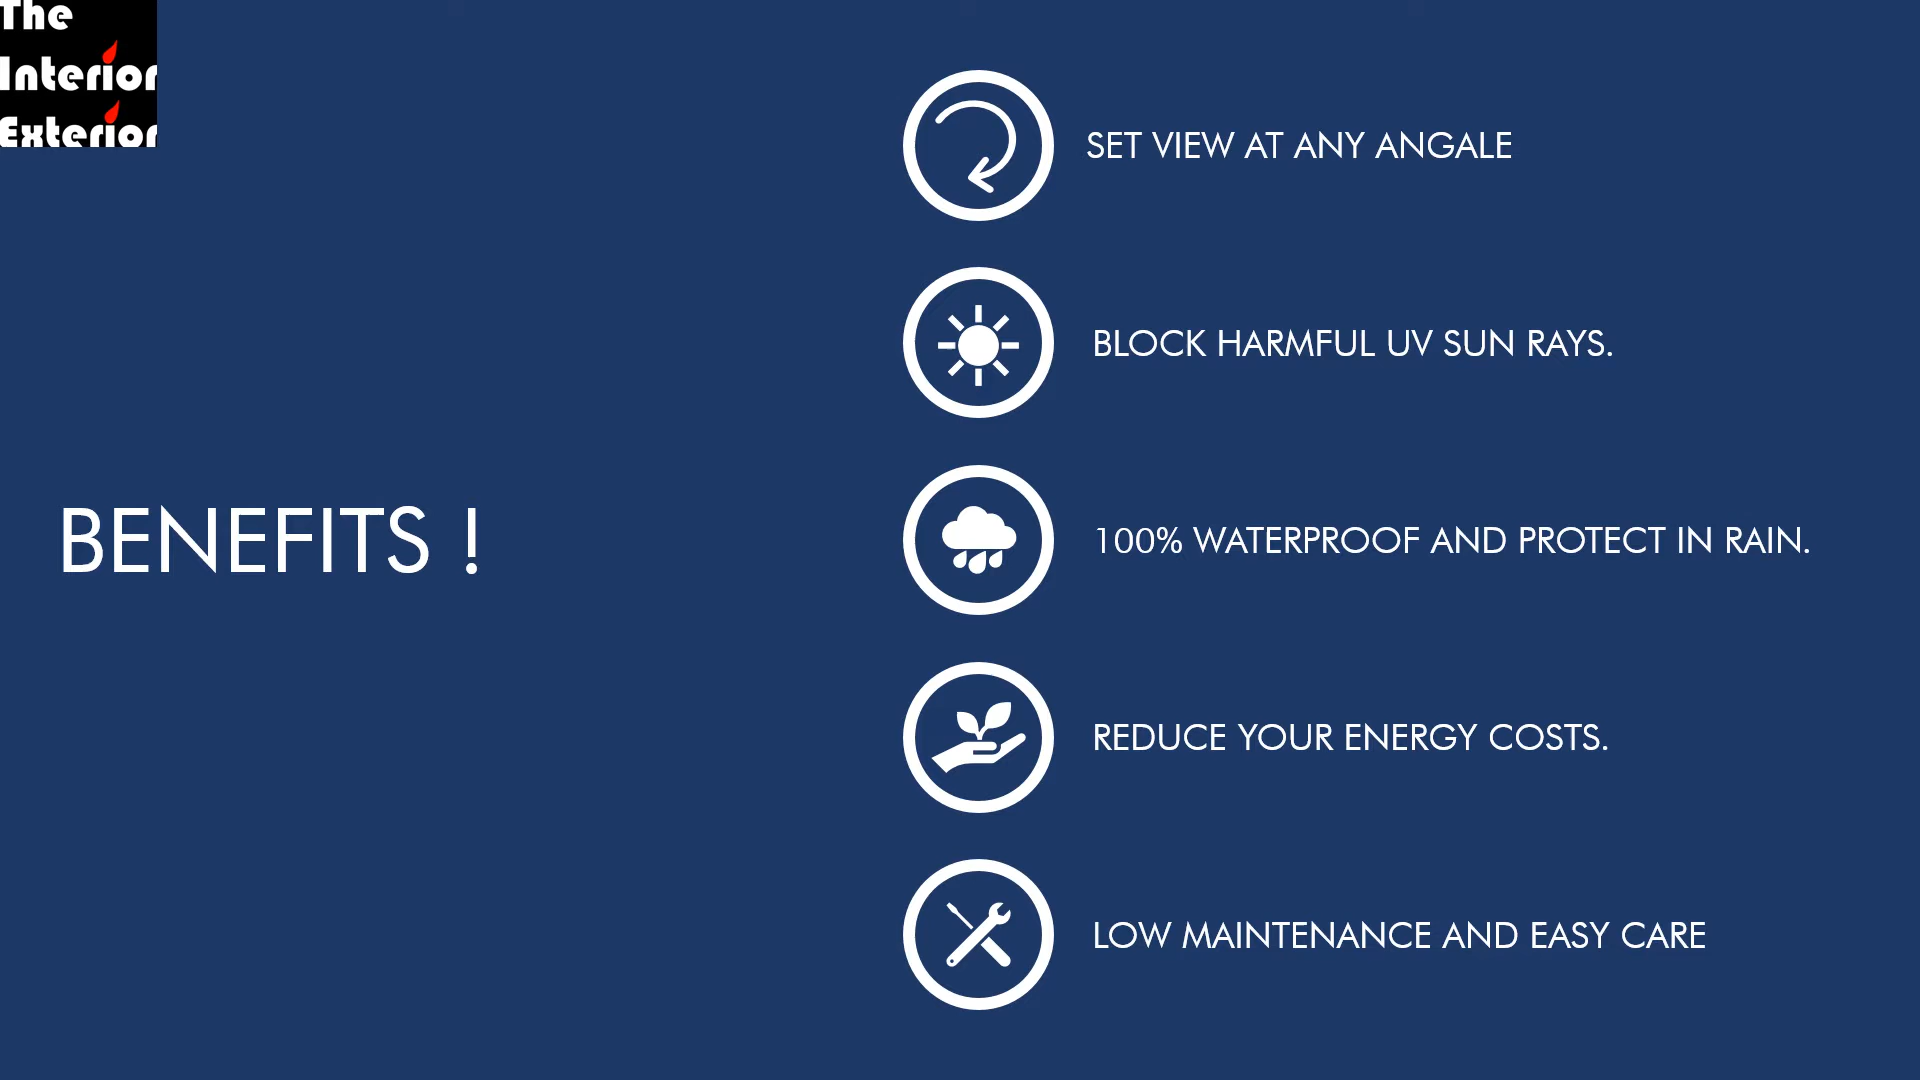 The
Interior
Exterior
BENEFITS !
SET VIEW AT ANY ANGALE
BLOCK HARMFUL UV SUN RAYS.
100% WATERPROOF AND PROTECT IN RAIN.
REDUCE YOUR ENERGY COSTS.
LOW MAINTENANCE AND EASY CARE